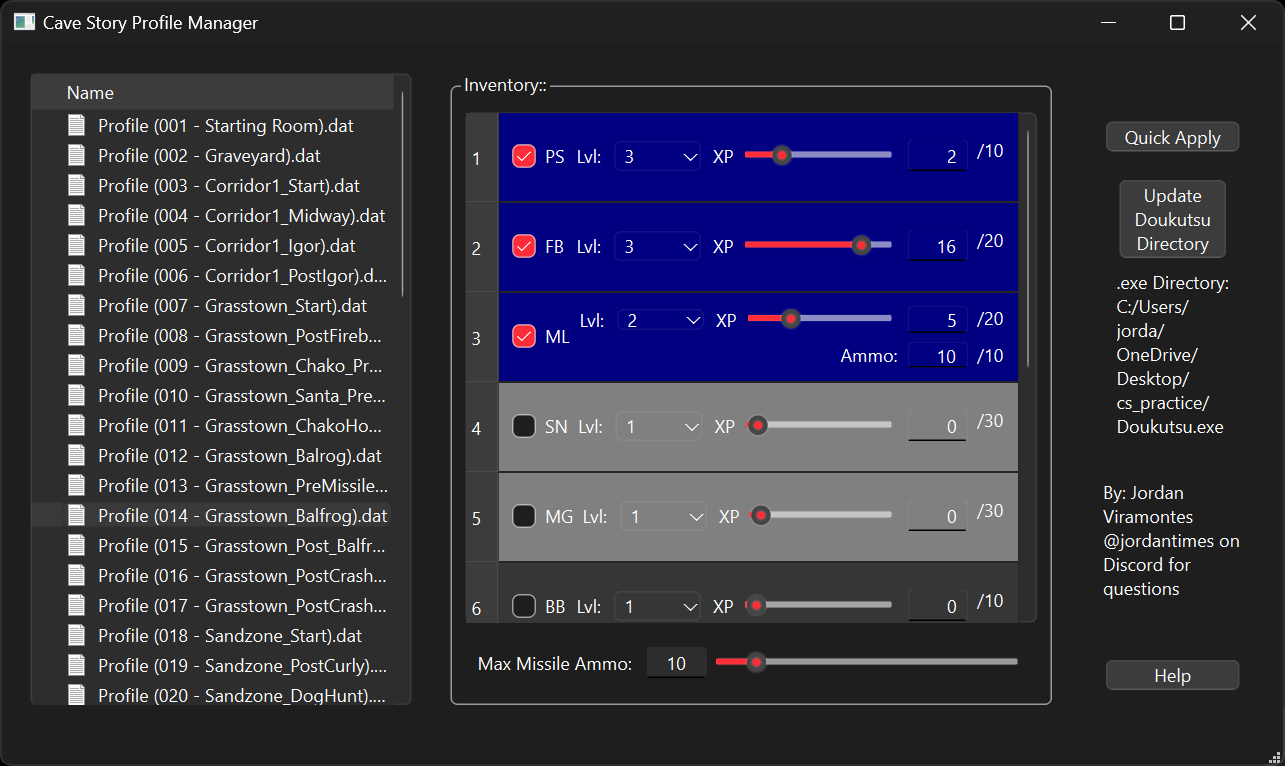 Cave Story Profile Manager
Name
Profile (001 - Starting Room).dat
Profile (002 - Graveyard).dat
Profile (003 - Corridor1_Start).dat
Profile (004 - Corridor1_Midway).dat
Profile (005 - Corridor1_Igor).dat
Profile (006 - Corridor1_PostIgor).d...
Profile (007 - Grasstown_Start).dat
Profile (008 - Grasstown_PostFireb...
Profile (009 - Grasstown_Chako_Pr...
Profile (010 - Grasstown_Santa_Pre...
Profile (011 - Grasstown_ChakoHo...
Profile (012 - Grasstown_Balrog).dat
Profile (013 - Grasstown_PreMissile...
Profile (014 - Grasstown_Balfrog).dat
Profile (015 - Grasstown_Post_Balfr...
Profile (016 - Grasstown_PostCrash...
Profile (017 - Grasstown_PostCrash...
Profile (018 - Sandzone_Start).dat
Profile (019 - Sandzone_PostCurly)....
Profile (020 - Sandzone_DogHunt)....
Inventory::
1 PS Lvl: 3 XP 2 /10
2 FB Lvl: 3 XP 16 /20
3 ML Lvl: 2 XP 5 /20
Ammo: 10 /10
4 SN Lvl: 1 XP 0 /30
5 MG Lvl: 1 XP 0 /30
6 BB Lvl: 1 XP 0 /10
Max Missile Ammo: 10
Quick Apply
Update
Doukutsu
Directory
.exe Directory:
C:/Users/
jorda/
OneDrive/
Desktop/
cs_practice/
Doukutsu.exe
By: Jordan
Viramontes
@jordantimes on
Discord for
questions
Help